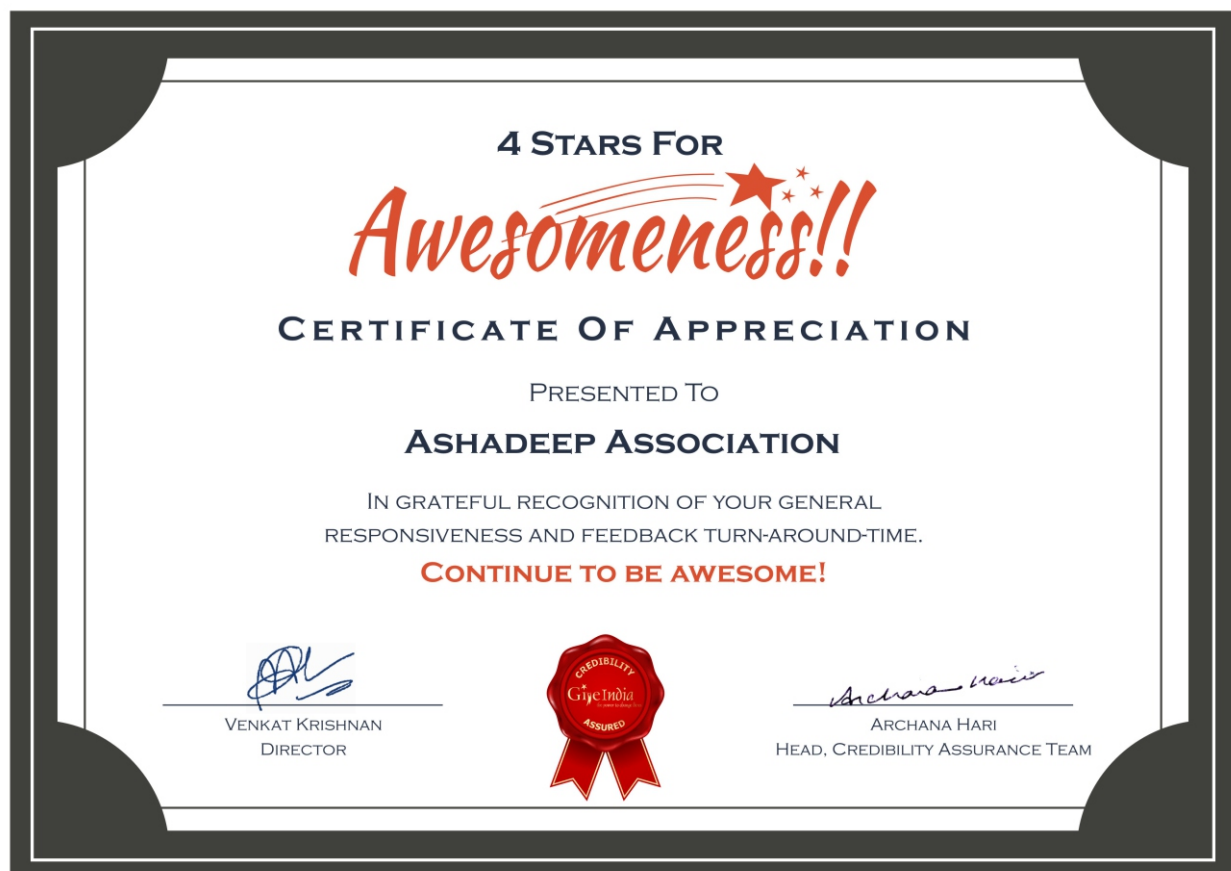 4 STARS FOR
Awesomeness!!
CERTIFICATE OF APPRECIATION
PRESENTED TO
ASHADEEP ASSOCIATION
IN GRATEFUL RECOGNITION OF YOUR GENERAL
RESPONSIVENESS AND FEEDBACK TURN-AROUND-TIME.
CONTINUE TO BE AWESOME!
CREDIBILITY
GiveIndia
ASSURED
Archana Hari
VENKAT KRISHNAN
DIRECTOR
ARCHANA HARI
HEAD, CREDIBILITY ASSURANCE TEAM